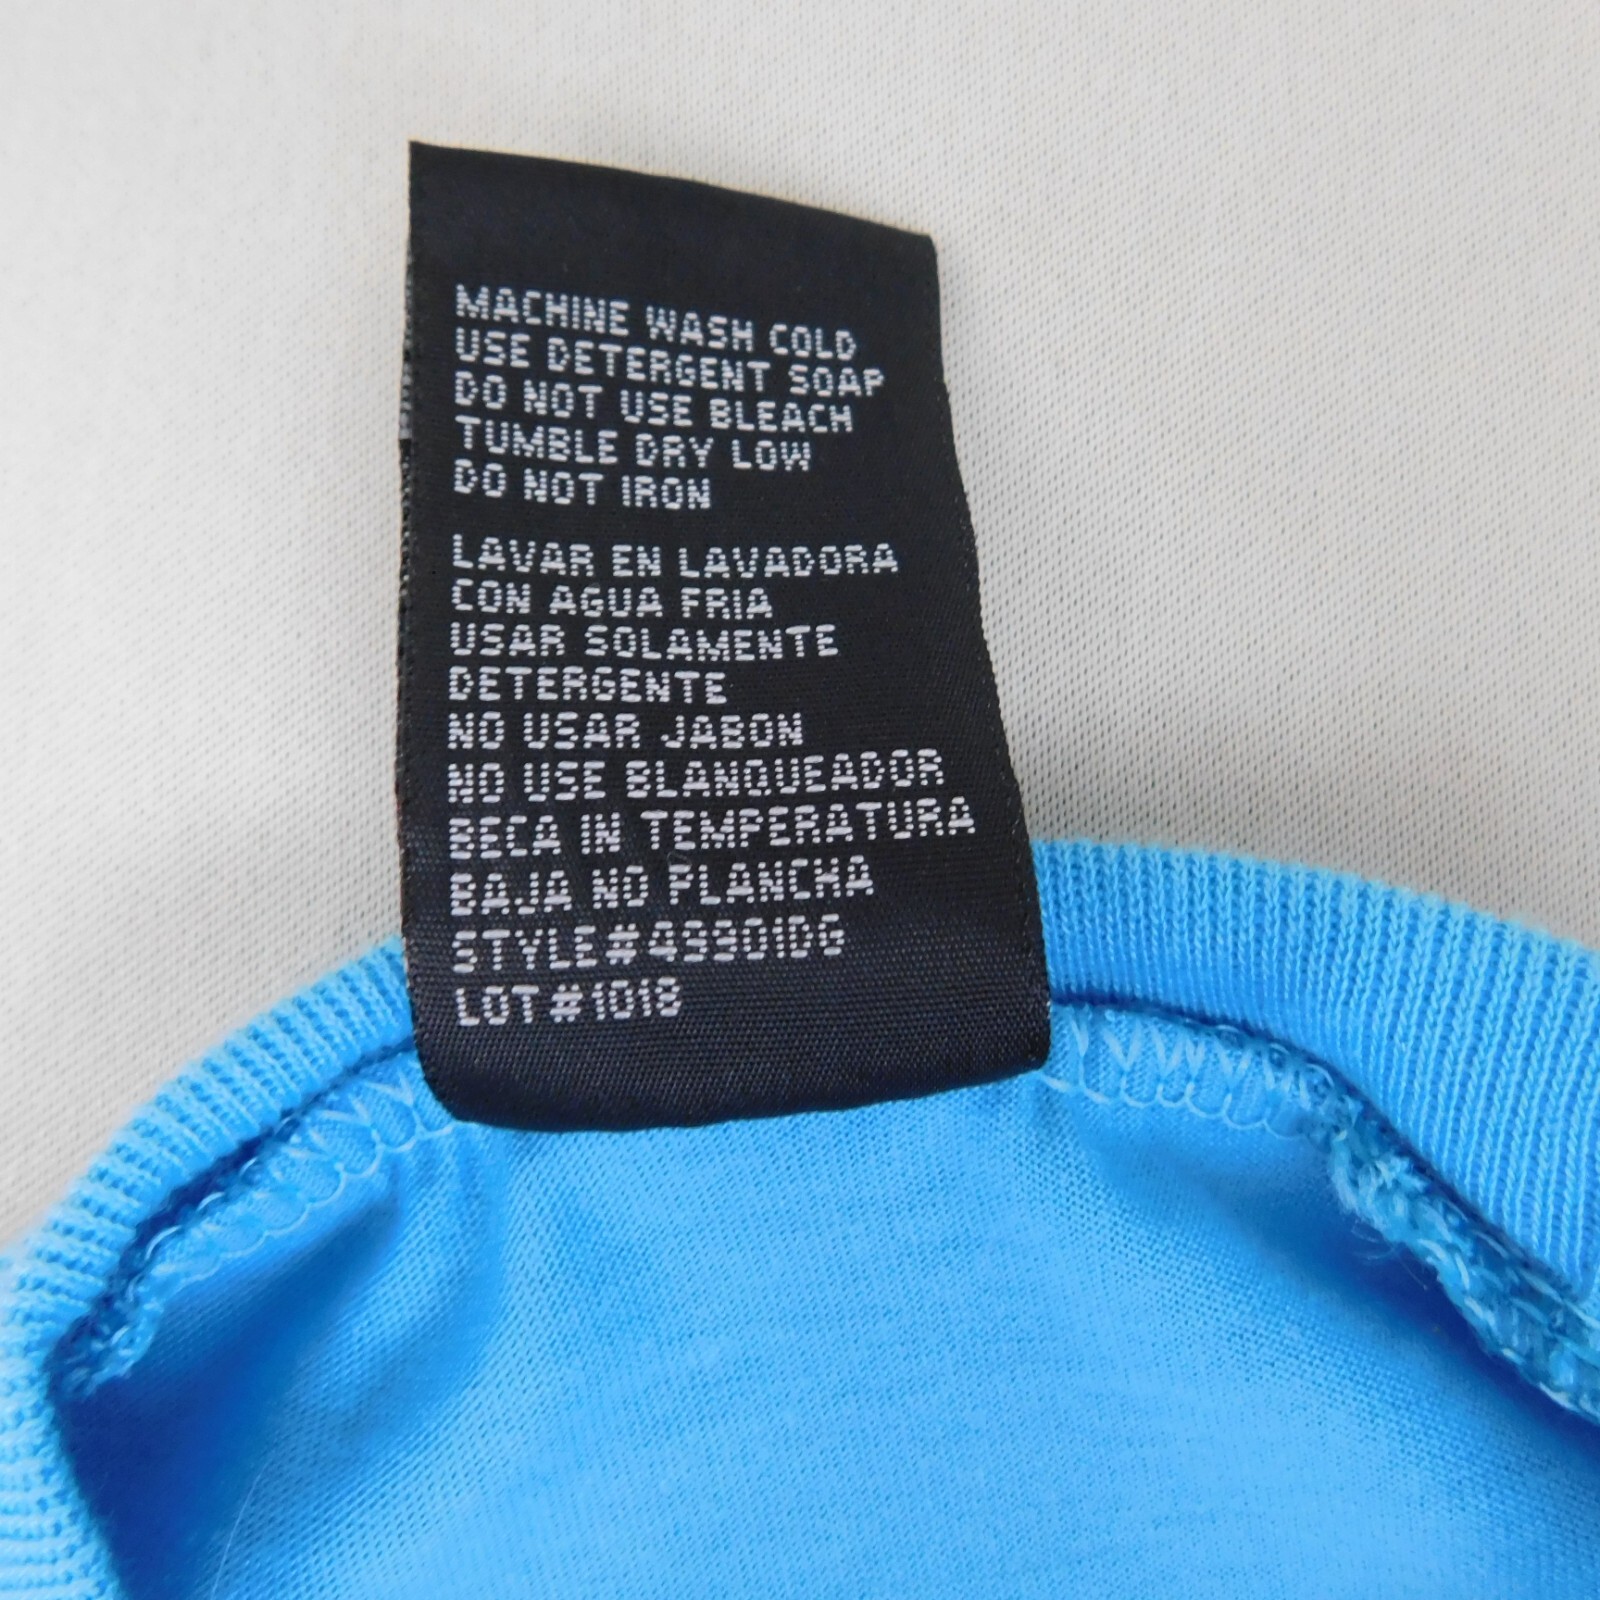 MACHINE WASH COLD
USE DETERGENT SOAP
DO NOT USE BLEACH
TUMBLE DRY LOW
DO NOT IRON
LAVAR EN LAVADORA
CON AGUA FRIA
USAR SOLAMENTE
DETERGENTE
NO USAR JABON
NO USE BLANQUEADOR
BECA IN TEMPERATURA
BAJA NO PLANCHA
STYLE#49901DG
LOT#1018